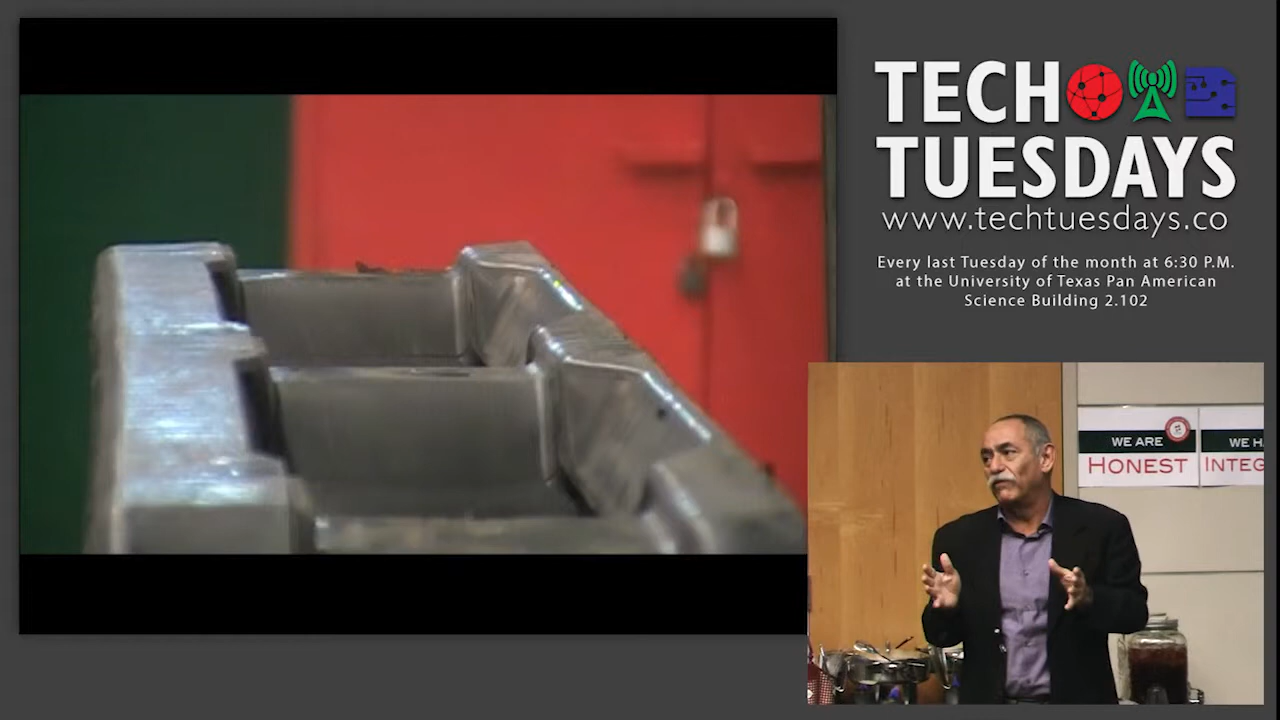 TECH
TUESDAYS
www.techtuesdays.co
Every last Tuesday of the month at 6:30 P.M.
at the University of Texas Pan American
Science Building 2.102
WE ARE
HONEST
WE H
INTEG